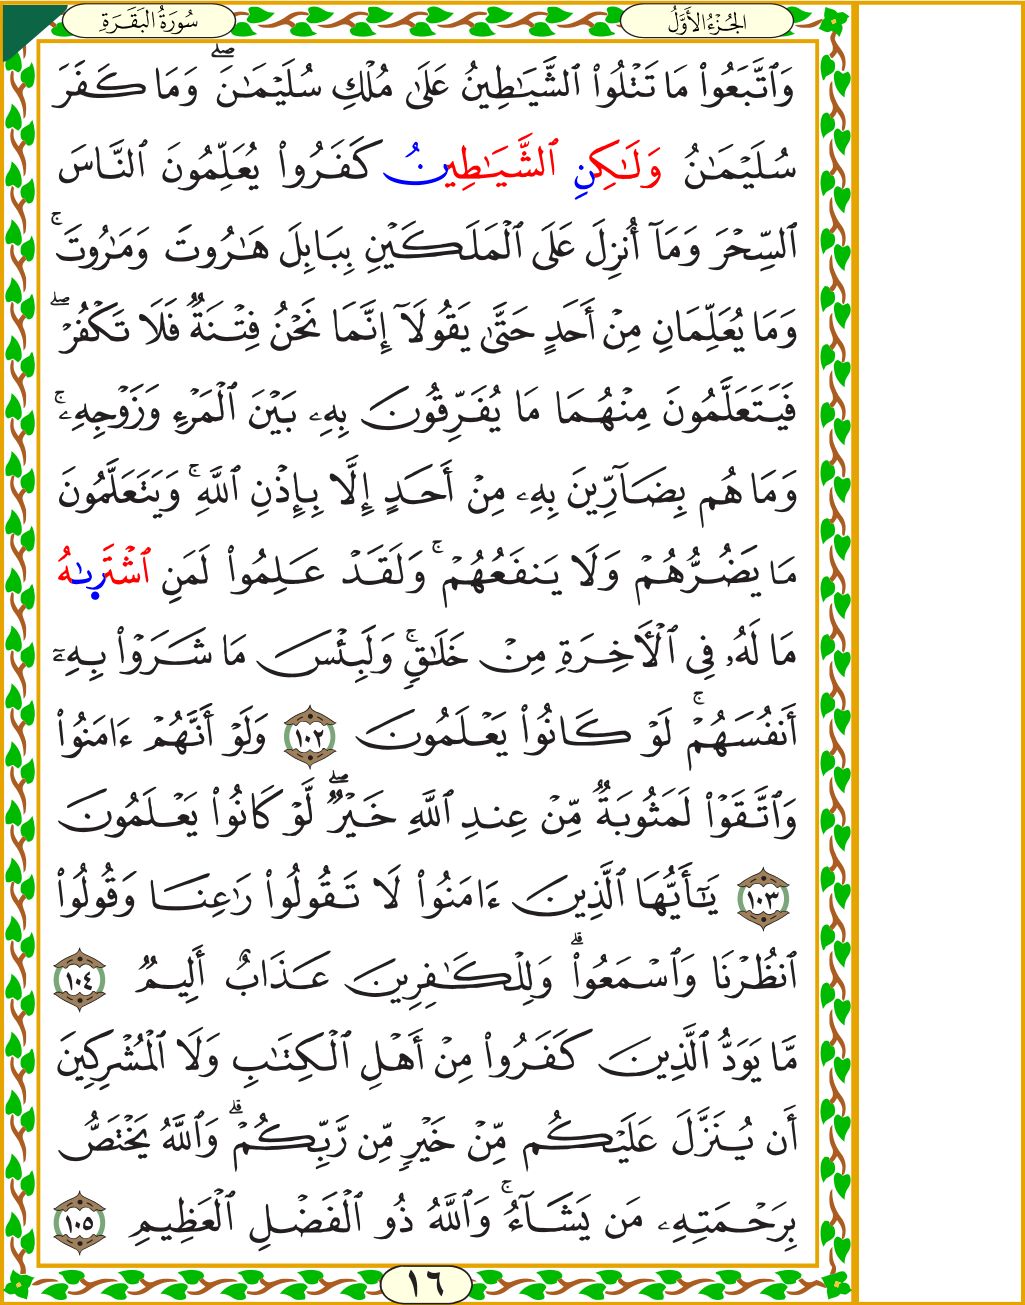 الجُزْءُ الأَوَّلُ
سُورَةُ البَقَرَةِ
وَٱتَّبَعُوا۟ مَا تَتْلُوا۟ ٱلشَّيَـٰطِينُ عَلَىٰ مُلْكِ سُلَيْمَـٰنَ ۖ وَمَا كَفَرَ
سُلَيْمَـٰنُ وَلَـٰكِنِ ٱلشَّيَـٰطِينُ كَفَرُوا۟ يُعَلِّمُونَ ٱلنَّاسَ
ٱلسِّحْرَ وَمَآ أُنزِلَ عَلَى ٱلْمَلَكَيْنِ بِبَابِلَ هَـٰرُوتَ وَمَـٰرُوتَ ۚ
وَمَا يُعَلِّمَانِ مِنْ أَحَدٍ حَتَّىٰ يَقُولَآ إِنَّمَا نَحْنُ فِتْنَةٌ فَلَا تَكْفُرْ ۖ
فَيَتَعَلَّمُونَ مِنْهُمَا مَا يُفَرِّقُونَ بِهِۦ بَيْنَ ٱلْمَرْءِ وَزَوْجِهِۦ ۚ
وَمَا هُم بِضَآرِّينَ بِهِۦ مِنْ أَحَدٍ إِلَّا بِإِذْنِ ٱللَّهِ ۚ وَيَتَعَلَّمُونَ
مَا يَضُرُّهُمْ وَلَا يَنفَعُهُمْ ۚ وَلَقَدْ عَلِمُوا۟ لَمَنِ ٱشْتَرىٰهُ
مَا لَهُۥ فِى ٱلْـَٔاخِرَةِ مِنْ خَلَـٰقٍ ۚ وَلَبِئْسَ مَا شَرَوْا۟ بِهِۦٓ
أَنفُسَهُمْ ۚ لَوْ كَانُوا۟ يَعْلَمُونَ ١٠٢ وَلَوْ أَنَّهُمْ ءَامَنُوا۟
وَٱتَّقَوْا۟ لَمَثُوبَةٌ مِّنْ عِندِ ٱللَّهِ خَيْرٌ ۖ لَّوْ كَانُوا۟ يَعْلَمُونَ
١٠٣ يَـٰٓأَيُّهَا ٱلَّذِينَ ءَامَنُوا۟ لَا تَقُولُوا۟ رَٰعِنَا وَقُولُوا۟
ٱنظُرْنَا وَٱسْمَعُوا۟ ۗ وَلِلْكَـٰفِرِينَ عَذَابٌ أَلِيمٌ ١٠٤
مَّا يَوَدُّ ٱلَّذِينَ كَفَرُوا۟ مِنْ أَهْلِ ٱلْكِتَـٰبِ وَلَا ٱلْمُشْرِكِينَ
أَن يُنَزَّلَ عَلَيْكُم مِّنْ خَيْرٍ مِّن رَّبِّكُمْ ۗ وَٱللَّهُ يَخْتَصُّ
بِرَحْمَتِهِۦ مَن يَشَآءُ ۚ وَٱللَّهُ ذُو ٱلْفَضْلِ ٱلْعَظِيمِ ١٠٥
١٦